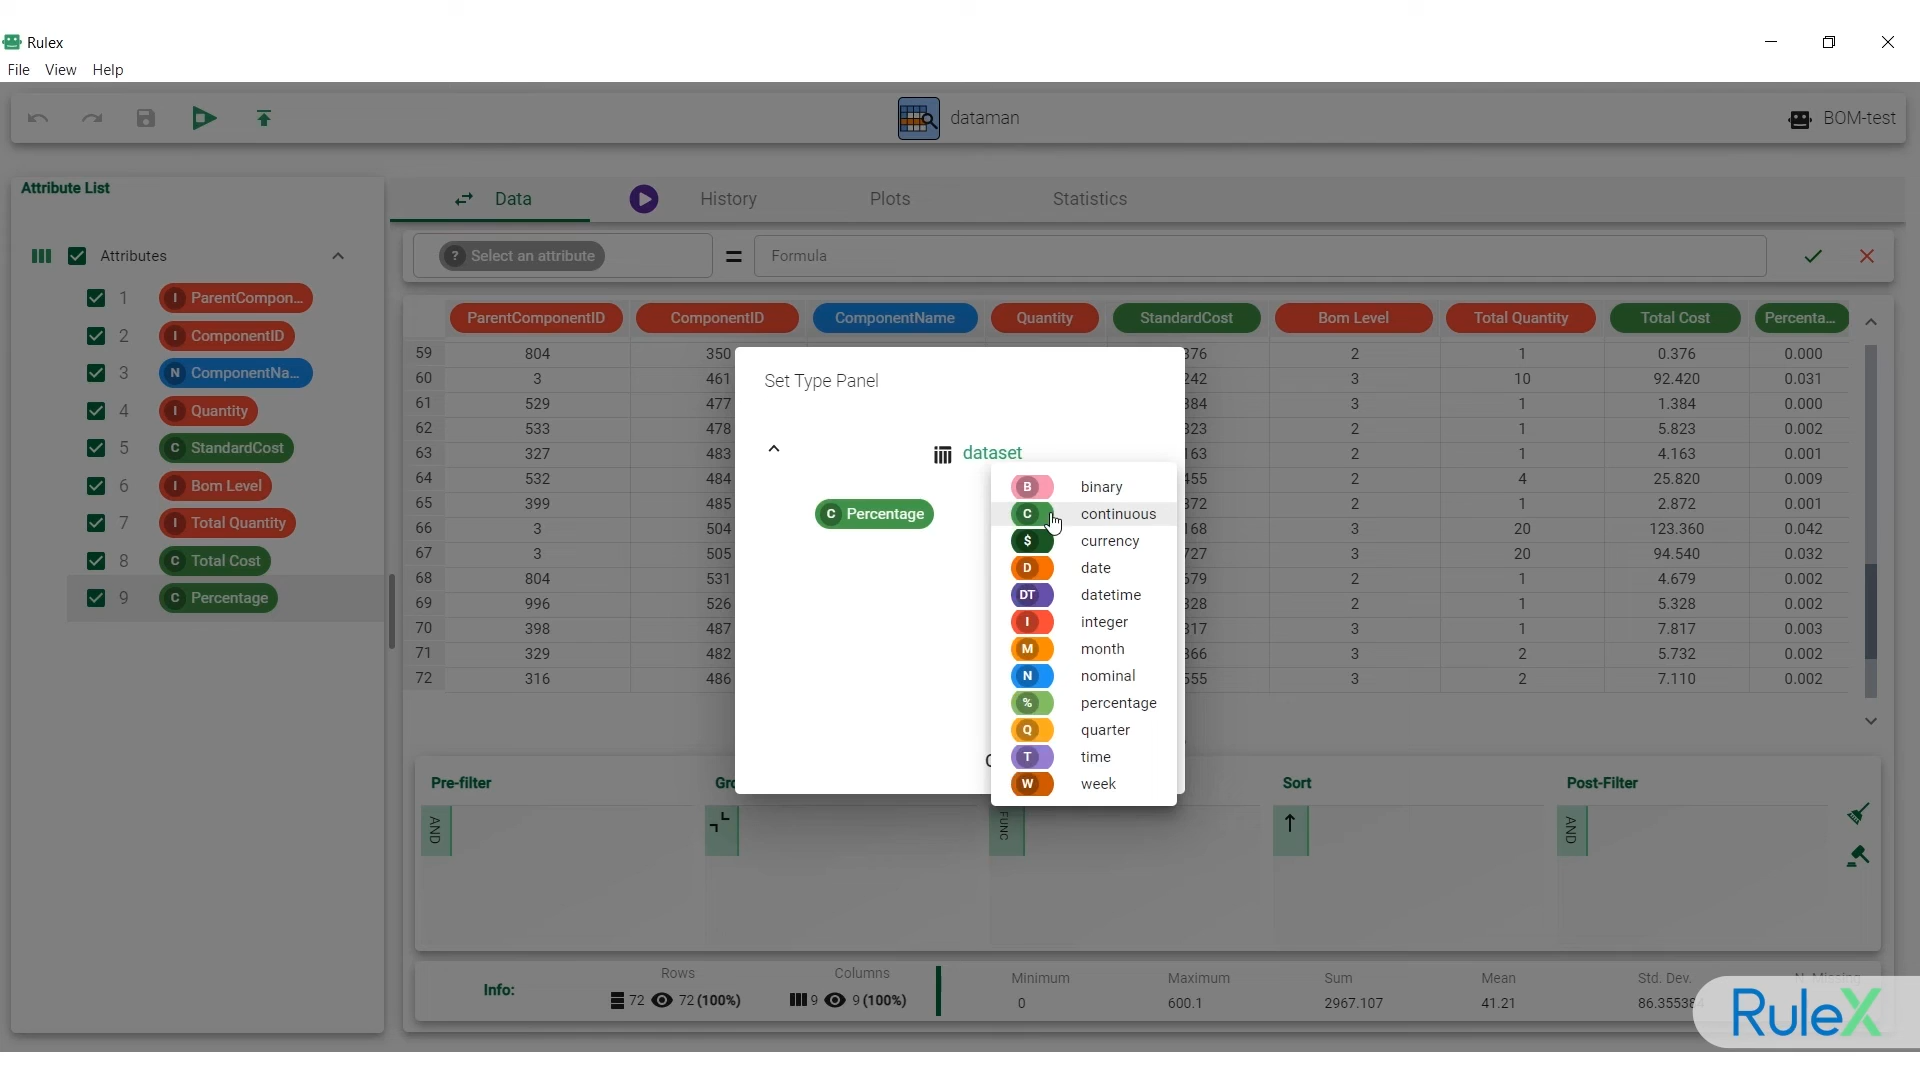 Rulex
File View Help
dataman
BOM-test
Attribute List
Data
History
Plots
Statistics
Attributes
? Select an attribute
=
Formula
1 I ParentCompon...
2 I ComponentID
3 N ComponentNa...
4 I Quantity
5 C StandardCost
6 I Bom Level
7 I Total Quantity
8 C Total Cost
9 C Percentage
ParentComponentID ComponentID ComponentName Quantity StandardCost Bom Level Total Quantity Total Cost Percenta...
59 804 350 376 2 1 0.376 0.000
60 3 461 242 3 10 92.420 0.031
61 529 477 384 3 1 1.384 0.000
62 533 478 323 2 1 5.823 0.002
63 327 483 163 2 1 4.163 0.001
64 532 484 455 2 4 25.820 0.009
65 399 485 372 2 1 2.872 0.001
66 3 504 168 3 20 123.360 0.042
67 3 505 727 3 20 94.540 0.032
68 804 531 679 2 1 4.679 0.002
69 996 526 328 2 1 5.328 0.002
70 398 487 317 3 1 7.817 0.003
71 329 482 366 3 2 5.732 0.002
72 316 486 555 3 2 7.110 0.002
Set Type Panel
dataset
C Percentage
B binary
C continuous
$ currency
D date
DT datetime
I integer
M month
N nominal
% percentage
Q quarter
T time
W week
Pre-filter
Sort
Post-Filter
AND
FUNC
AND
Info:
Rows
72 72 (100%)
Columns
9 9 (100%)
Minimum
0
Maximum
600.1
Sum
2967.107
Mean
41.21
Std. Dev.
86.35538
N. Missing
RuleX